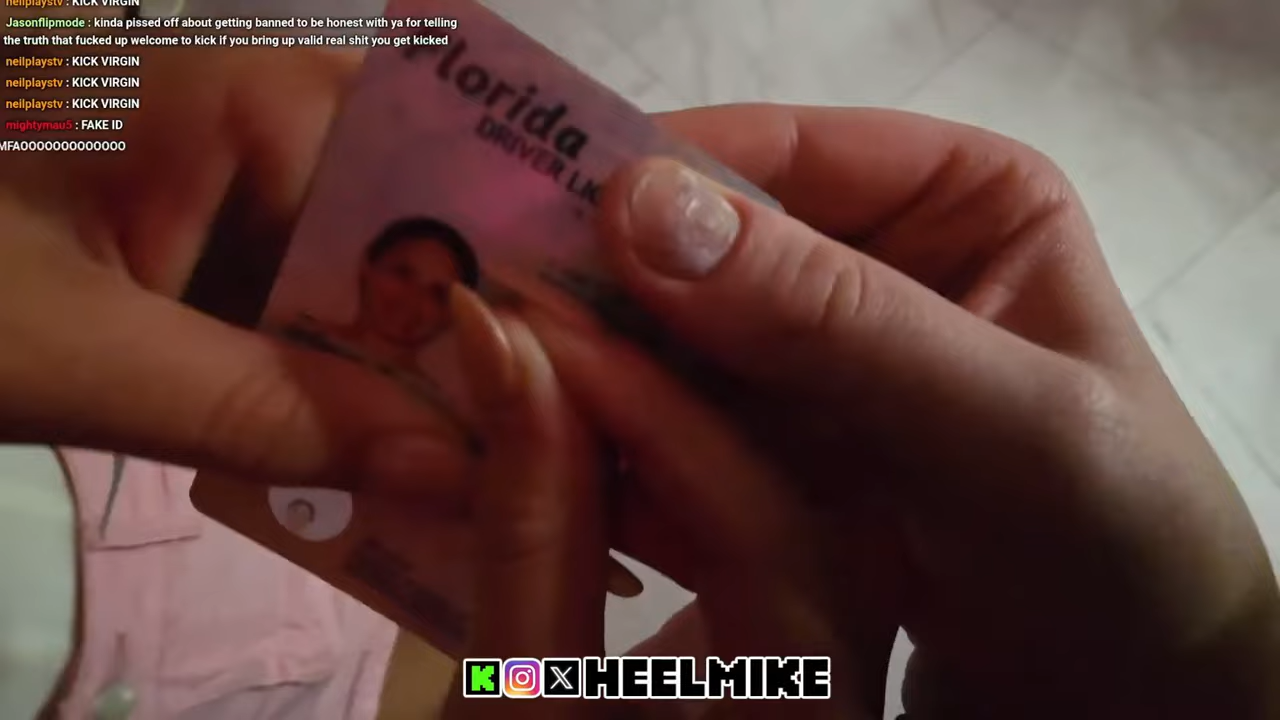 neilplaystv : KICK VIRGIN
Jasonflipmode : kinda pissed off about getting banned to be honest with ya for telling
the truth that fucked up welcome to kick if you bring up valid real shit you get kicked
neilplaystv : KICK VIRGIN
neilplaystv : KICK VIRGIN
neilplaystv : KICK VIRGIN
mightymau5 : FAKE ID
MFAOOOOOOOOOOOOO
Florida
DRIVER LIC
HEELMIKE